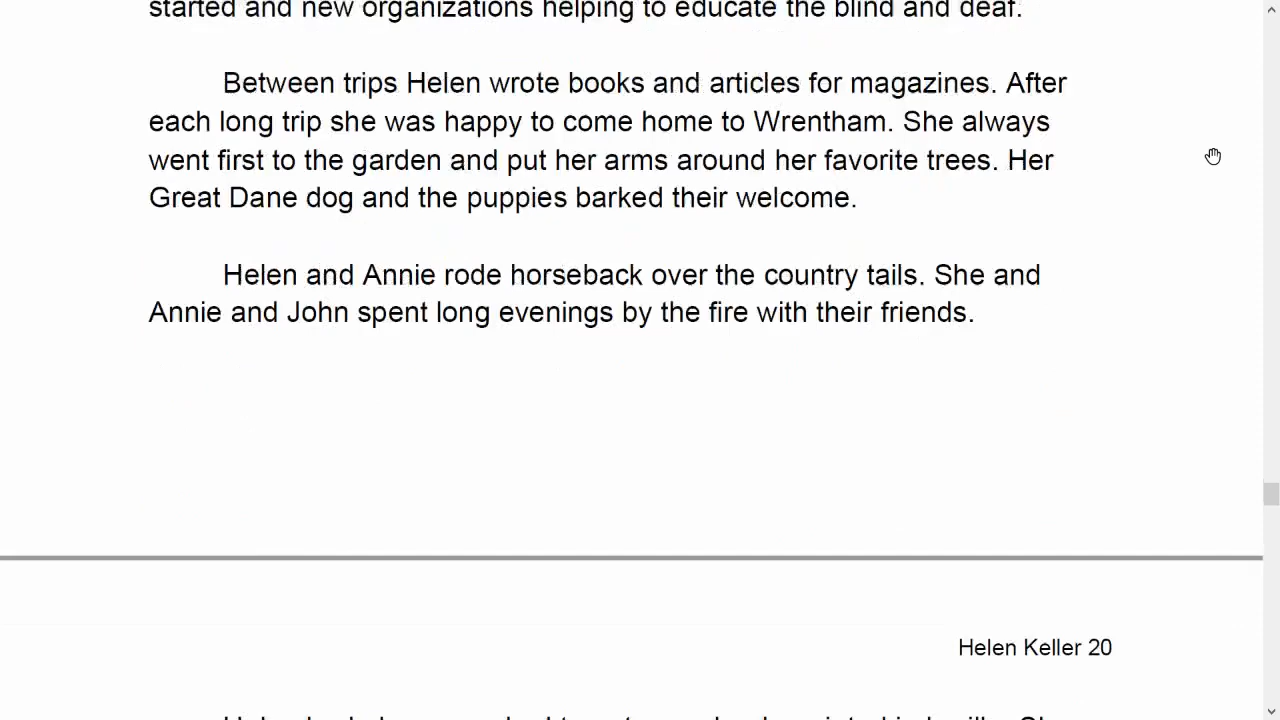 started and new organizations helping to educate the blind and deaf.
Between trips Helen wrote books and articles for magazines. After
each long trip she was happy to come home to Wrentham. She always
went first to the garden and put her arms around her favorite trees. Her
Great Dane dog and the puppies barked their welcome.
Helen and Annie rode horseback over the country tails. She and
Annie and John spent long evenings by the fire with their friends.
Helen Keller 20